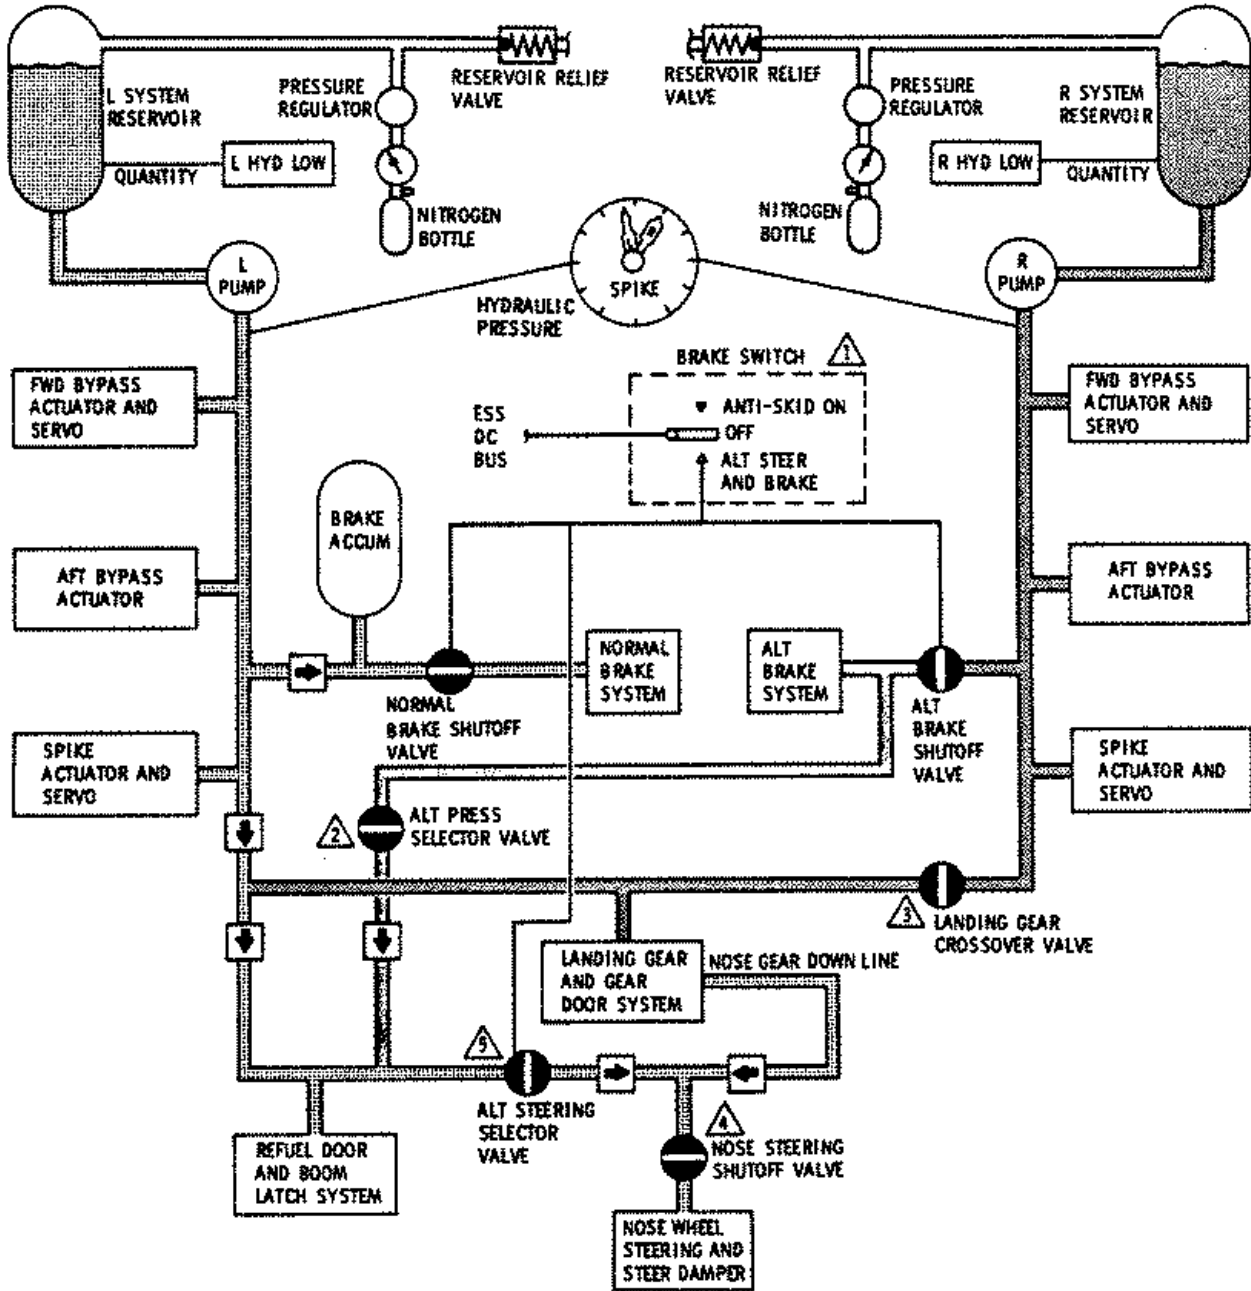 RESERVOIR RELIEF
VALVE
RESERVOIR RELIEF
VALVE
PRESSURE
REGULATOR
PRESSURE
REGULATOR
L SYSTEM
RESERVOIR
R SYSTEM
RESERVOIR
L HYD LOW
QUANTITY
R HYD LOW
QUANTITY
NITROGEN
BOTTLE
NITROGEN
BOTTLE
L
PUMP
R
PUMP
SPIKE
HYDRAULIC
PRESSURE
BRAKE SWITCH
1
FWD BYPASS
ACTUATOR AND
SERVO
ESS
DC
BUS
ANTI-SKID ON
OFF
ALT STEER
AND BRAKE
FWD BYPASS
ACTUATOR AND
SERVO
BRAKE
ACCUM
AFT BYPASS
ACTUATOR
AFT BYPASS
ACTUATOR
NORMAL
BRAKE
SYSTEM
ALT
BRAKE
SYSTEM
NORMAL
BRAKE SHUTOFF
VALVE
ALT
BRAKE
SHUTOFF
VALVE
SPIKE
ACTUATOR AND
SERVO
SPIKE
ACTUATOR AND
SERVO
2
ALT PRESS
SELECTOR VALVE
3
LANDING GEAR
CROSSOVER VALVE
LANDING GEAR
AND GEAR
DOOR SYSTEM
NOSE GEAR DOWN LINE
5
ALT STEERING
SELECTOR
VALVE
4
NOSE STEERING
SHUTOFF VALVE
REFUEL DOOR
AND BOOM
LATCH SYSTEM
NOSE WHEEL
STEERING AND
STEER DAMPER